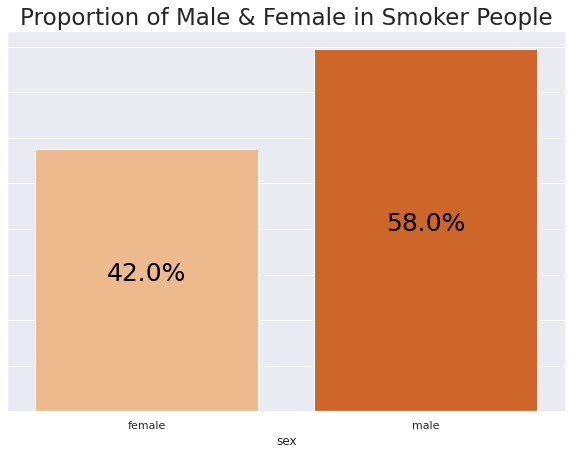 Proportion of Male & Female in Smoker People
58.0%
42.0%
female
male
sex